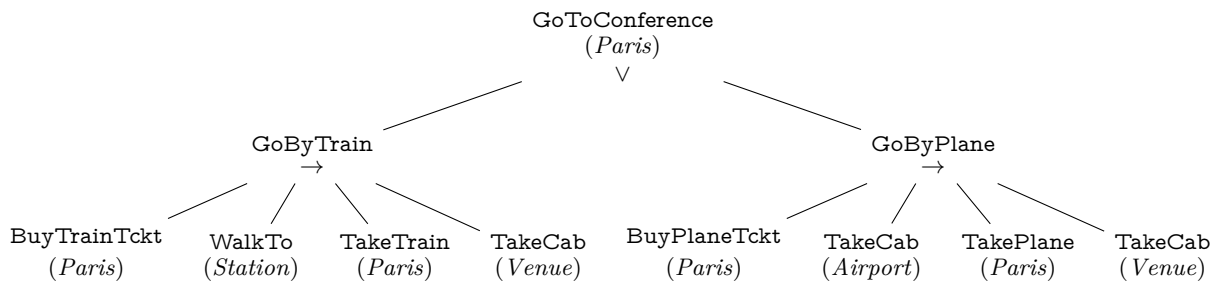 GoToConference
(Paris)
∨
GoByTrain GoByPlane
→ →
BuyTrainTckt WalkTo TakeTrain TakeCab BuyPlaneTckt TakeCab TakePlane TakeCab
(Paris) (Station) (Paris) (Venue) (Paris) (Airport) (Paris) (Venue)